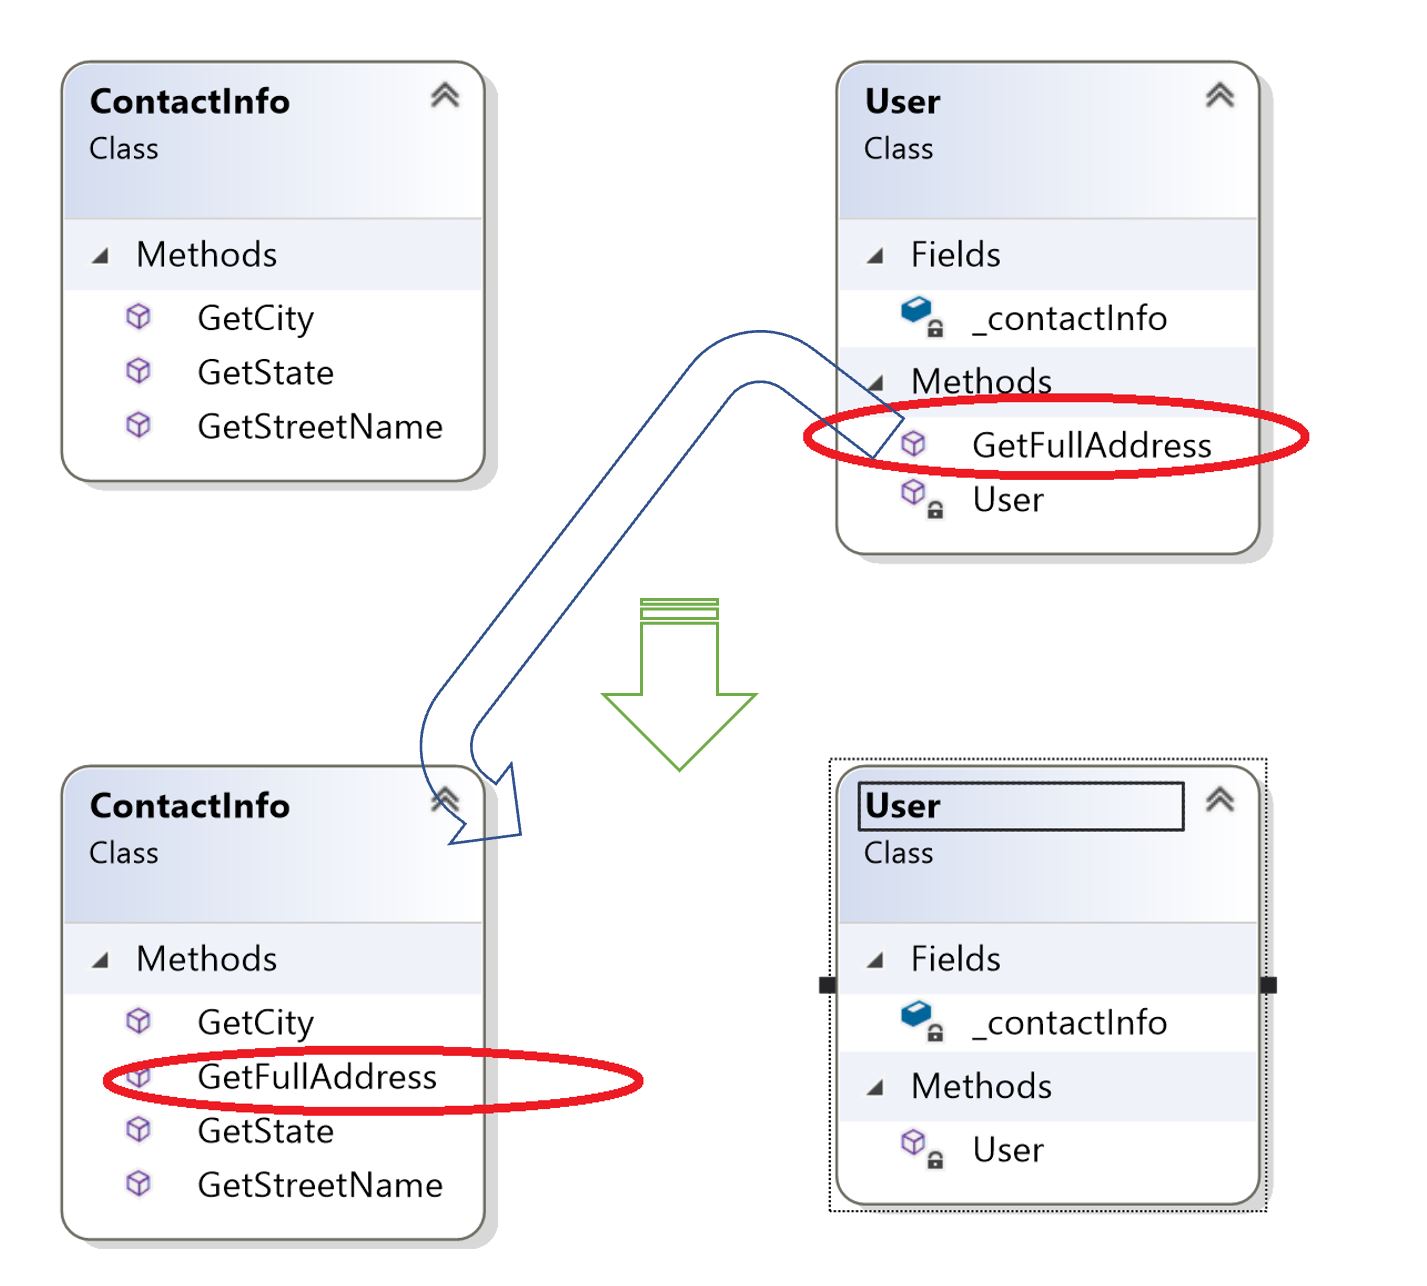 ContactInfo
Class
Methods
GetCity
GetState
GetStreetName
User
Class
Fields
_contactInfo
Methods
GetFullAddress
User
ContactInfo
Class
Methods
GetCity
GetFullAddress
GetState
GetStreetName
User
Class
Fields
_contactInfo
Methods
User